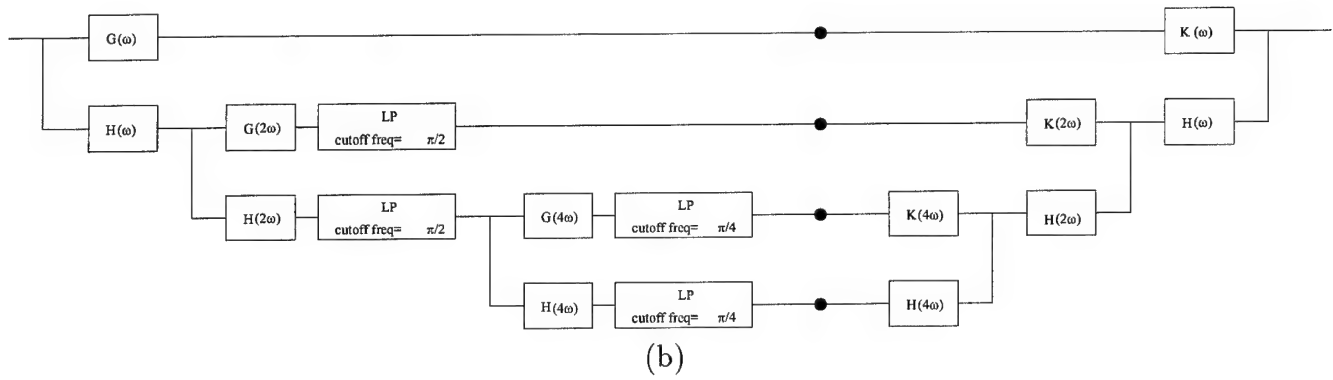 G(ω) K (ω)
H(ω) G(2ω) LP cutoff freq= π/2 K(2ω) H(ω)
H(2ω) LP cutoff freq= π/2 G(4ω) LP cutoff freq= π/4 K(4ω) H(2ω)
H(4ω) LP cutoff freq= π/4 H(4ω)
(b)